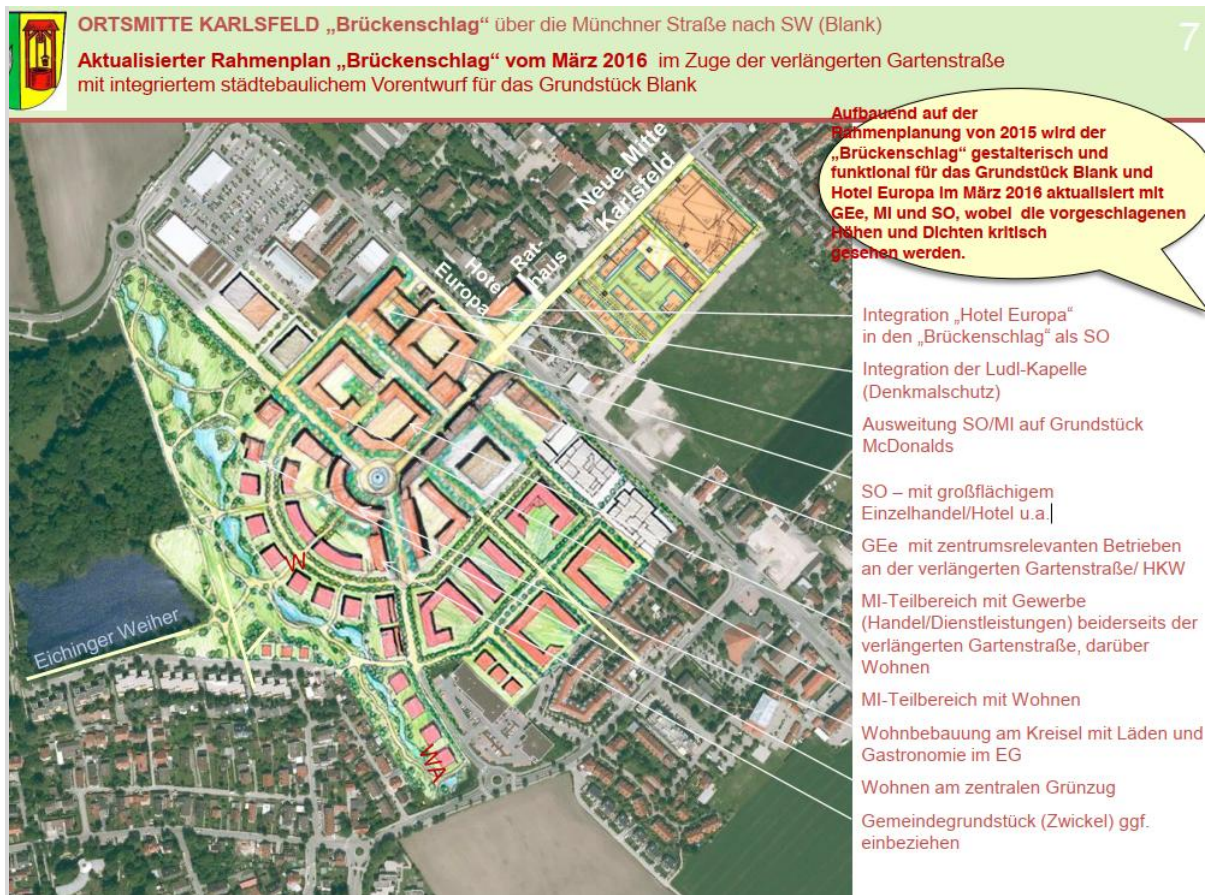 ORTSMITTE KARLSFELD „Brückenschlag“ über die Münchner Straße nach SW (Blank)
7
Aktualisierter Rahmenplan „Brückenschlag“ vom März 2016 im Zuge der verlängerten Gartenstraße
mit integriertem städtebaulichem Vorentwurf für das Grundstück Blank
Aufbauend auf der
Rahmenplanung von 2015 wird der
„Brückenschlag“ gestalterisch und
funktional für das Grundstück Blank und
Hotel Europa im März 2016 aktualisiert mit
GEe, MI und SO, wobei die vorgeschlagenen
Höhen und Dichten kritisch
gesehen werden.
Neue Mitte
Karlsfeld
Rat-
haus
Hotel
Europa
W
Eichinger Weiher
WA
Integration „Hotel Europa“
in den „Brückenschlag“ als SO
Integration der Ludl-Kapelle
(Denkmalschutz)
Ausweitung SO/MI auf Grundstück
McDonalds
SO – mit großflächigem
Einzelhandel/Hotel u.a.
GEe mit zentrumsrelevanten Betrieben
an der verlängerten Gartenstraße/ HKW
MI-Teilbereich mit Gewerbe
(Handel/Dienstleistungen) beiderseits der
verlängerten Gartenstraße, darüber
Wohnen
MI-Teilbereich mit Wohnen
Wohnbebauung am Kreisel mit Läden und
Gastronomie im EG
Wohnen am zentralen Grünzug
Gemeindegrundstück (Zwickel) ggf.
einbeziehen